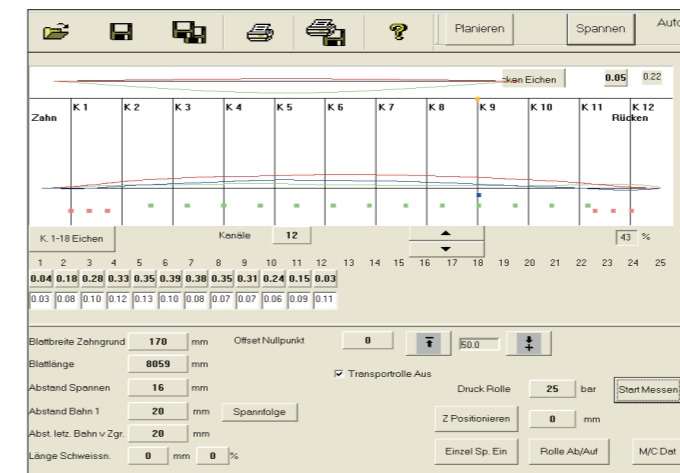 Planieren Spannen Auto
cken Eichen 0.05 0.22
K 1 K 2 K 3 K 4 K 5 K 6 K 7 K 8 K 9 K 10 K 11 K 12
Zahn Rücken
K. 1-18 Eichen Kanäle 12 43 %
1 2 3 4 5 6 7 8 9 10 11 12 13 14 15 16 17 18 19 20 21 22 23 24 25
0.04 0.18 0.28 0.33 0.35 0.39 0.38 0.35 0.31 0.24 0.15 0.03
0.03 0.08 0.10 0.12 0.13 0.10 0.08 0.07 0.07 0.06 0.09 0.11
Blattbreite Zahngrund 170 mm Offset Nullpunkt 0 50.0
Blattlänge 8059 mm
Transportrolle Aus
Abstand Spannen 16 mm Druck Rolle 25 bar Start Messen
Abstand Bahn 1 20 mm Spannfolge Z Positionieren 0 mm
Abst. letz. Bahn v Zgr. 20 mm
Länge Schweissn. 0 mm 0 % Einzel Sp. Ein Rolle Ab/Auf M/C Dat